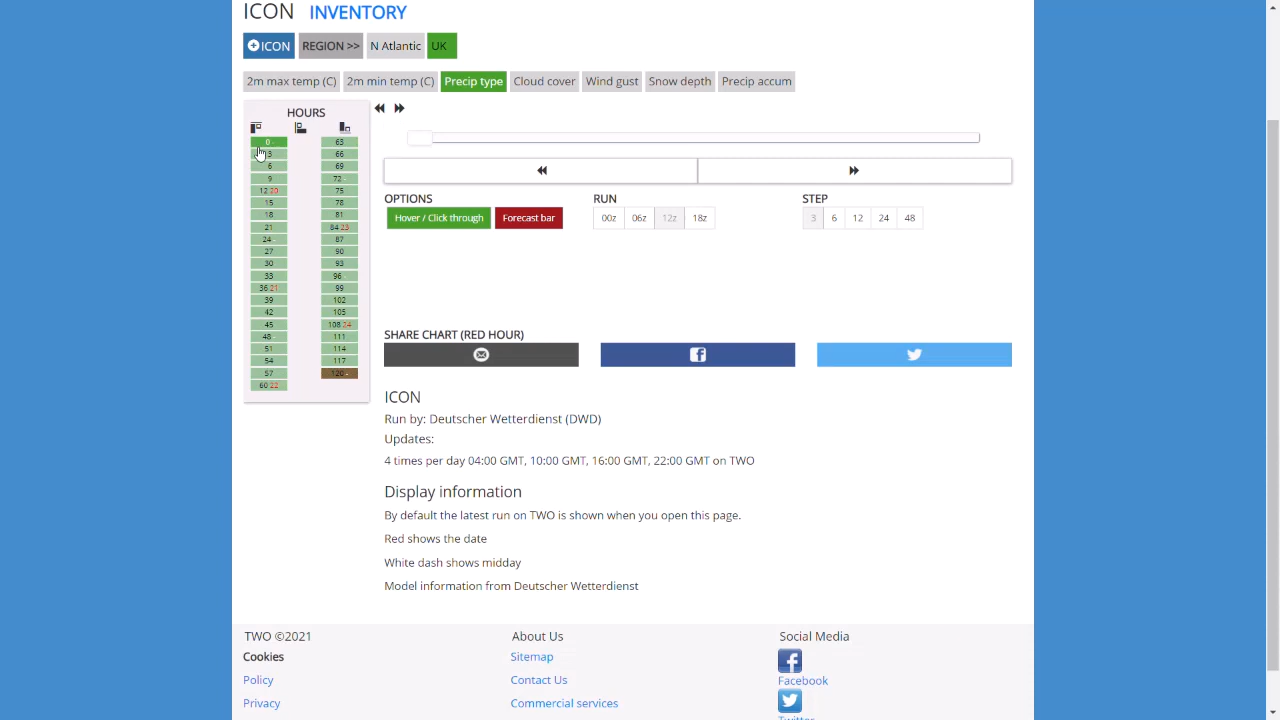 ICON INVENTORY
ICON REGION >> N Atlantic UK
2m max temp (C) 2m min temp (C) Precip type Cloud cover Wind gust Snow depth Precip accum
HOURS
0 - 63
3 66
6 69
9 72 -
12 20 75
15 78
18 81
21 84 23
24 - 87
27 90
30 93
33 96 -
36 21 99
39 102
42 105
45 108 24
48 - 111
51 114
54 117
57 120 -
60 22
OPTIONS RUN STEP
Hover / Click through Forecast bar 00z 06z 12z 18z 3 6 12 24 48
SHARE CHART (RED HOUR)
ICON
Run by: Deutscher Wetterdienst (DWD)
Updates:
4 times per day 04:00 GMT, 10:00 GMT, 16:00 GMT, 22:00 GMT on TWO
Display information
By default the latest run on TWO is shown when you open this page.
Red shows the date
White dash shows midday
Model information from Deutscher Wetterdienst
TWO ©2021 About Us Social Media
Cookies Sitemap
Policy Contact Us Facebook
Privacy Commercial services
Twitter